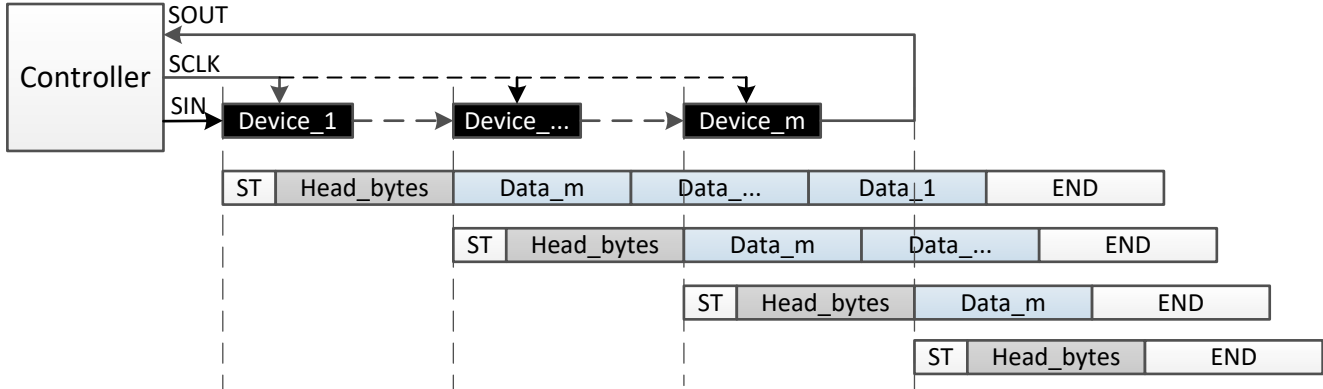 SOUT
Controller
SCLK
SIN
Device_1 Device_... Device_m
ST Head_bytes Data_m Data_... Data_1 END
ST Head_bytes Data_m Data_... END
ST Head_bytes Data_m END
ST Head_bytes END